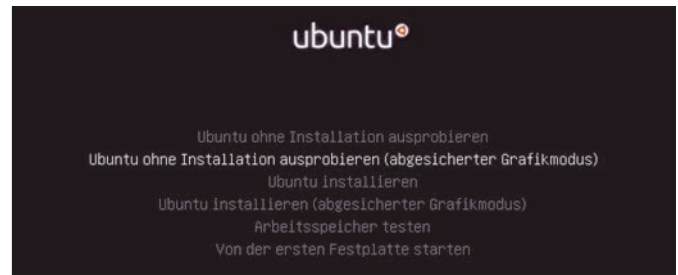 ubuntu
Ubuntu ohne Installation ausprobieren
Ubuntu ohne Installation ausprobieren (abgesicherter Grafikmodus)
Ubuntu installieren
Ubuntu installieren (abgesicherter Grafikmodus)
Arbeitsspeicher testen
Von der ersten Festplatte starten